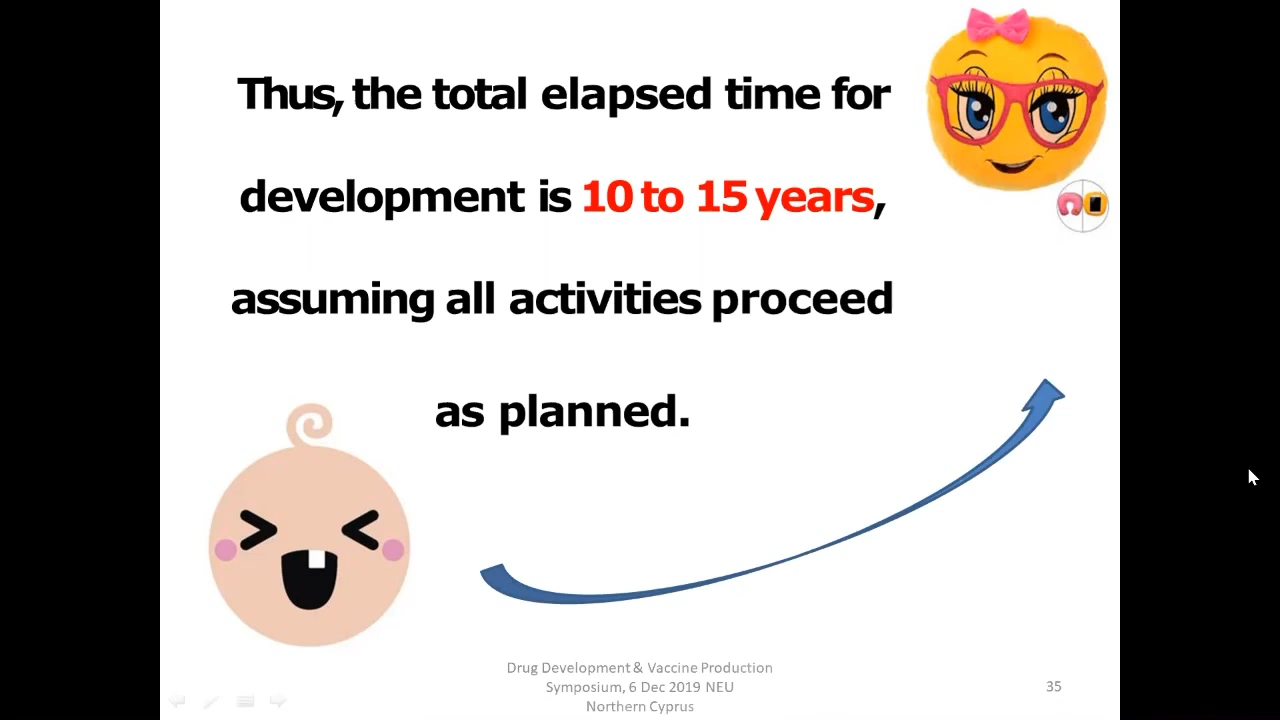 Thus, the total elapsed time for
development is 10 to 15 years,
assuming all activities proceed
as planned.
Drug Development & Vaccine Production
Symposium, 6 Dec 2019 NEU
Northern Cyprus
35